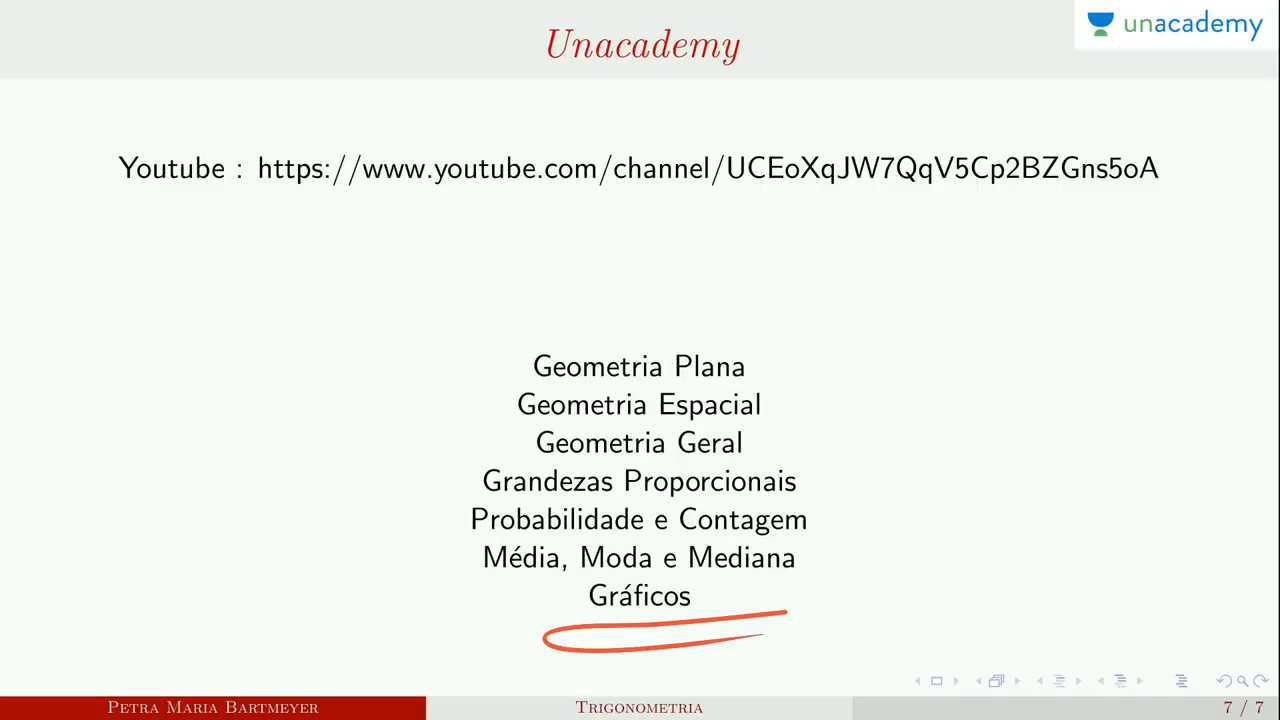 Unacademy
unacademy
Youtube : https://www.youtube.com/channel/UCEoXqJW7QqV5Cp2BZGns5oA
Geometria Plana
Geometria Espacial
Geometria Geral
Grandezas Proporcionais
Probabilidade e Contagem
Média, Moda e Mediana
Gráficos
Petra Maria Bartmeyer
Trigonometria
7 / 7